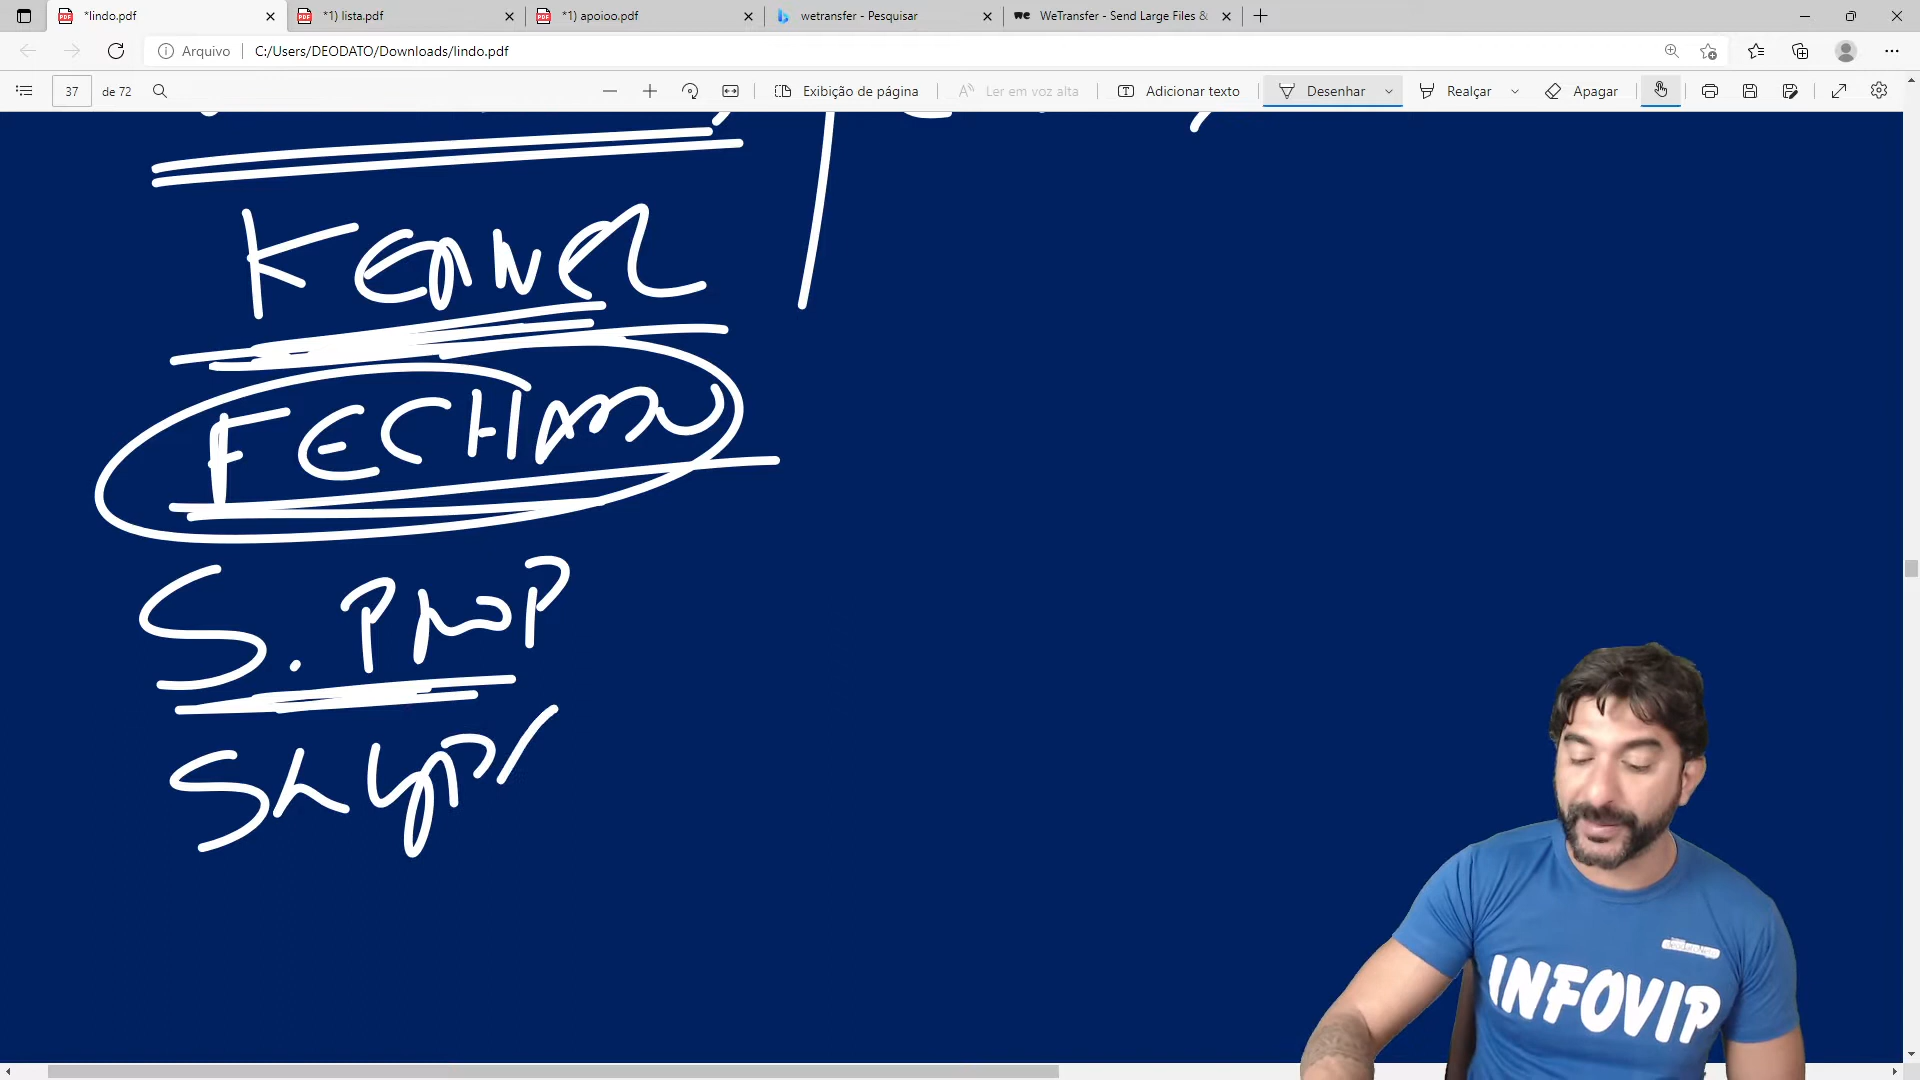 *lindo.pdf
*1) lista.pdf
*1) apoioo.pdf
wetransfer - Pesquisar
WeTransfer - Send Large Files &
Arquivo
C:/Users/DEODATO/Downloads/lindo.pdf
37
de 72
Exibição de página
Ler em voz alta
Adicionar texto
Desenhar
Realçar
Apagar
KERNEL
FECHADO
S. PROP
INFOVIP